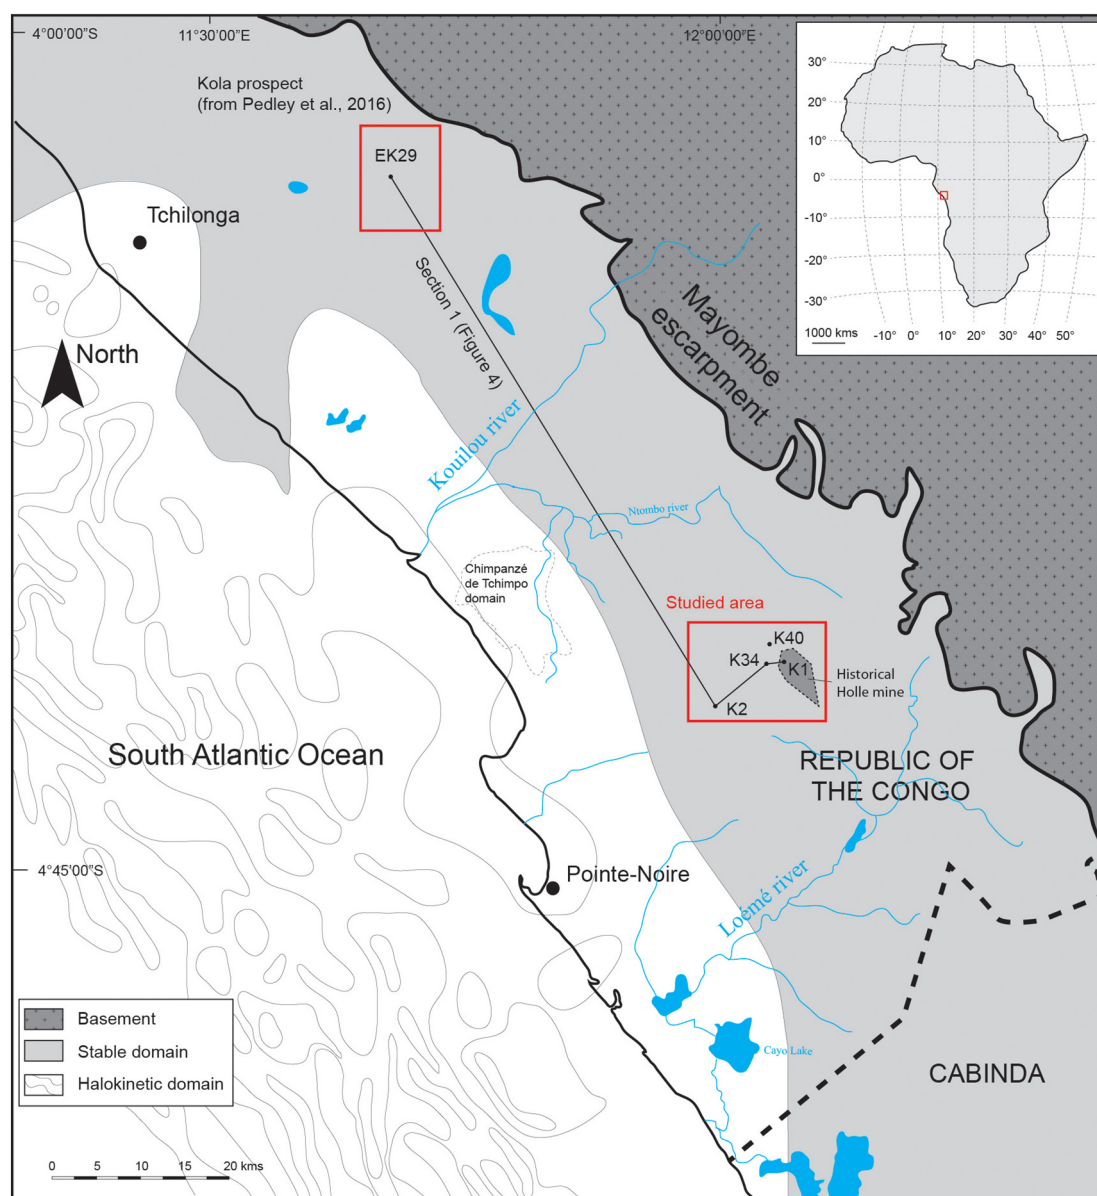 4°00'00"S
11°30'00"E
12°00'00"E
Kola prospect
(from Pedley et al., 2016)
EK29
Tchilonga
North
Section 1 (Figure 4)
Kouilou river
Mayombe
escarpment
30°
20°
10°
0°
-10°
-20°
-30°
1000 kms
-10°
0°
10°
20°
30°
40°
50°
Ntombo river
Chimpanzé
de Tchimpo
domain
Studied area
K40
K34
K1
K2
Historical
Holle mine
South Atlantic Ocean
REPUBLIC OF
THE CONGO
4°45'00"S
Pointe-Noire
Loémé river
Cayo Lake
CABINDA
Basement
Stable domain
Halokinetic domain
0 5 10 15 20 kms